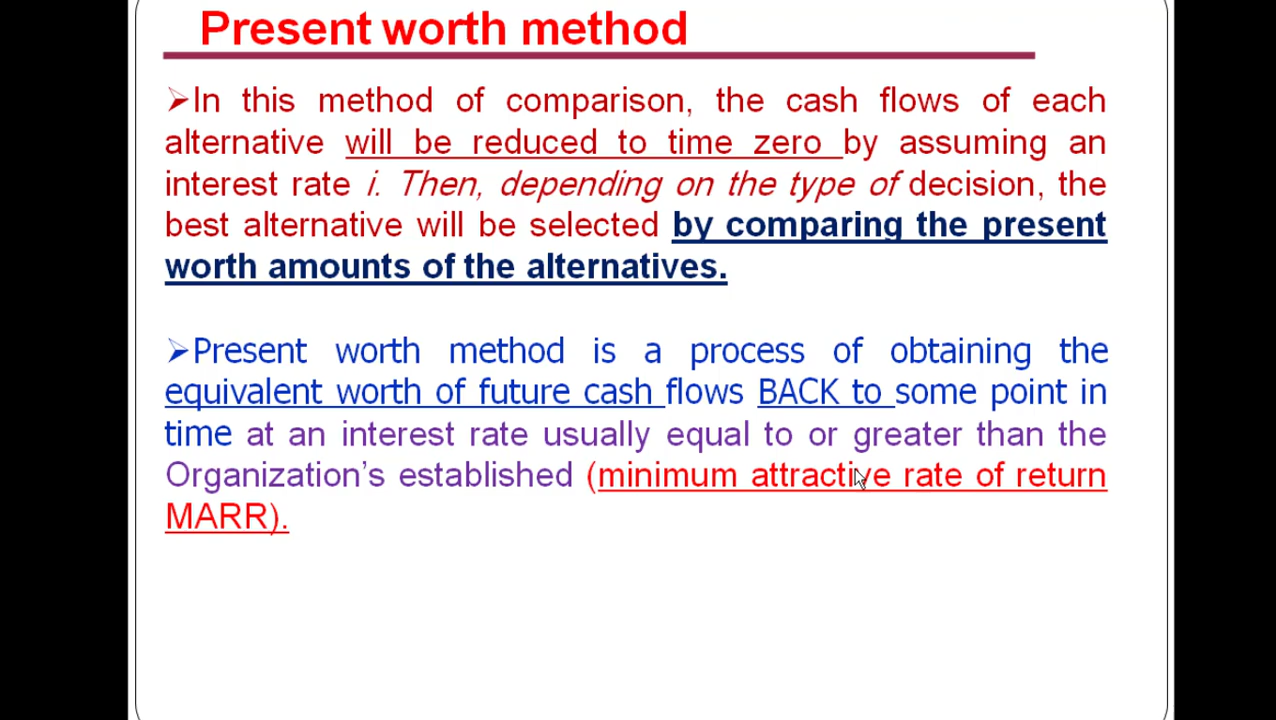 Present worth method
➢In this method of comparison, the cash flows of each
alternative will be reduced to time zero by assuming an
interest rate i. Then, depending on the type of decision, the
best alternative will be selected by comparing the present
worth amounts of the alternatives.
➢Present worth method is a process of obtaining the
equivalent worth of future cash flows BACK to some point in
time at an interest rate usually equal to or greater than the
Organization’s established (minimum attractive rate of return
MARR).